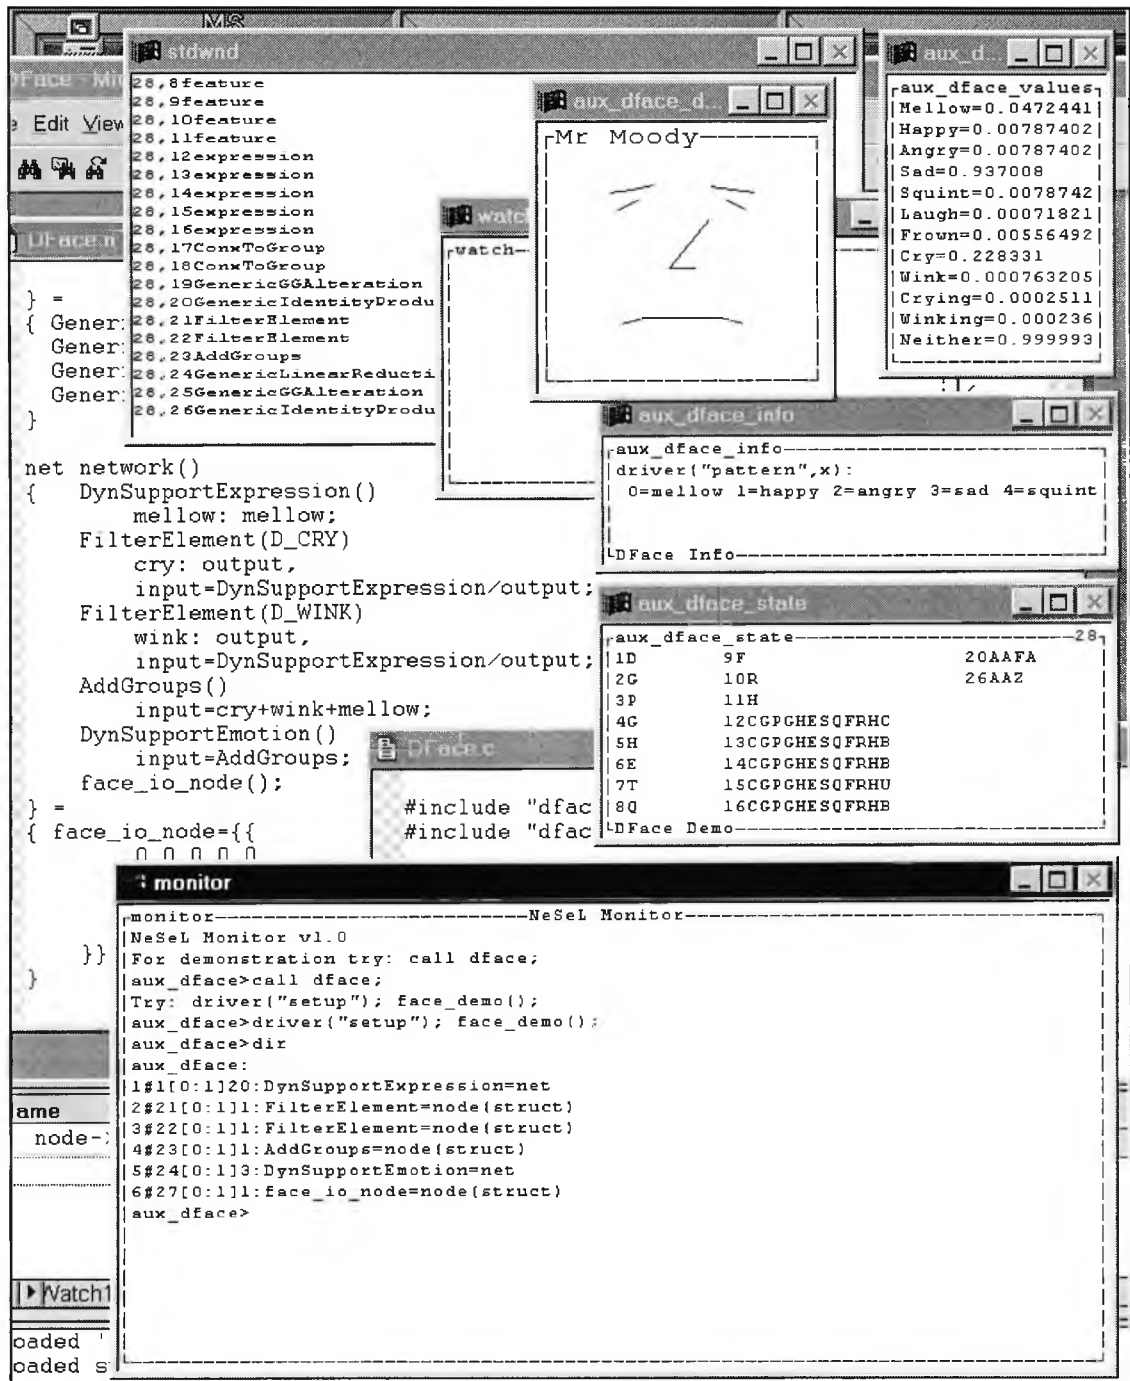 MS
stdwnd
28,8feature
28,9feature
28,10feature
28,11feature
28,12expression
28,13expression
28,14expression
28,15expression
28,16expression
28,17ConxToGroup
28,18ConxToGroup
28,19GenericGGAlteration
28,20GenericIdentityProdu
28,21FilterElement
28,22FilterElement
28,23AddGroups
28,24GenericLinearReducti
28,25GenericGGAlteration
28,26GenericIdentityProdu
aux_dface_d...
Mr Moody
aux_d...
aux_dface_values
Mellow=0.0472441
Happy=0.00787402
Angry=0.00787402
Sad=0.937008
Squint=0.0078742
Laugh=0.00071821
Frown=0.00556492
Cry=0.228331
Wink=0.000763205
Crying=0.0002511
Winking=0.000236
Neither=0.999993
DFace - Mi
Edit View
watch
watch
DFace.n
} =
{ Gener
Gener
Gener
Gener
}
net network()
{ DynSupportExpression()
mellow: mellow;
FilterElement(D_CRY)
cry: output,
input=DynSupportExpression/output;
FilterElement(D_WINK)
wink: output,
input=DynSupportExpression/output;
AddGroups()
input=cry+wink+mellow;
DynSupportEmotion()
input=AddGroups;
face_io_node();
} =
{ face_io_node={{
}}
}
aux_dface_info
aux_dface_info
driver("pattern",x):
0=mellow 1=happy 2=angry 3=sad 4=squint
DFace Info
aux_dface_state
aux_dface_state 28
1D 9F 20AAFA
2G 10R 26AAZ
3P 11H
4G 12CGPGHESQFRHC
5H 13CGPGHESQFRHB
6E 14CGPGHESQFRHB
7T 15CGPGHESQFRHU
8Q 16CGPGHESQFRHB
DFace Demo
DFace.c
#include "dfac
#include "dfac
monitor
monitor NeSeL Monitor
NeSeL Monitor v1.0
For demonstration try: call dface;
aux_dface>call dface;
Try: driver("setup"); face_demo();
aux_dface>driver("setup"); face_demo();
aux_dface>dir
aux_dface:
1#1[0:1]20:DynSupportExpression=net
2#21[0:1]1:FilterElement=node(struct)
3#22[0:1]1:FilterElement=node(struct)
4#23[0:1]1:AddGroups=node(struct)
5#24[0:1]3:DynSupportEmotion=net
6#27[0:1]1:face_io_node=node(struct)
aux_dface>
ame
node-
Watch1
oaded '
oaded s